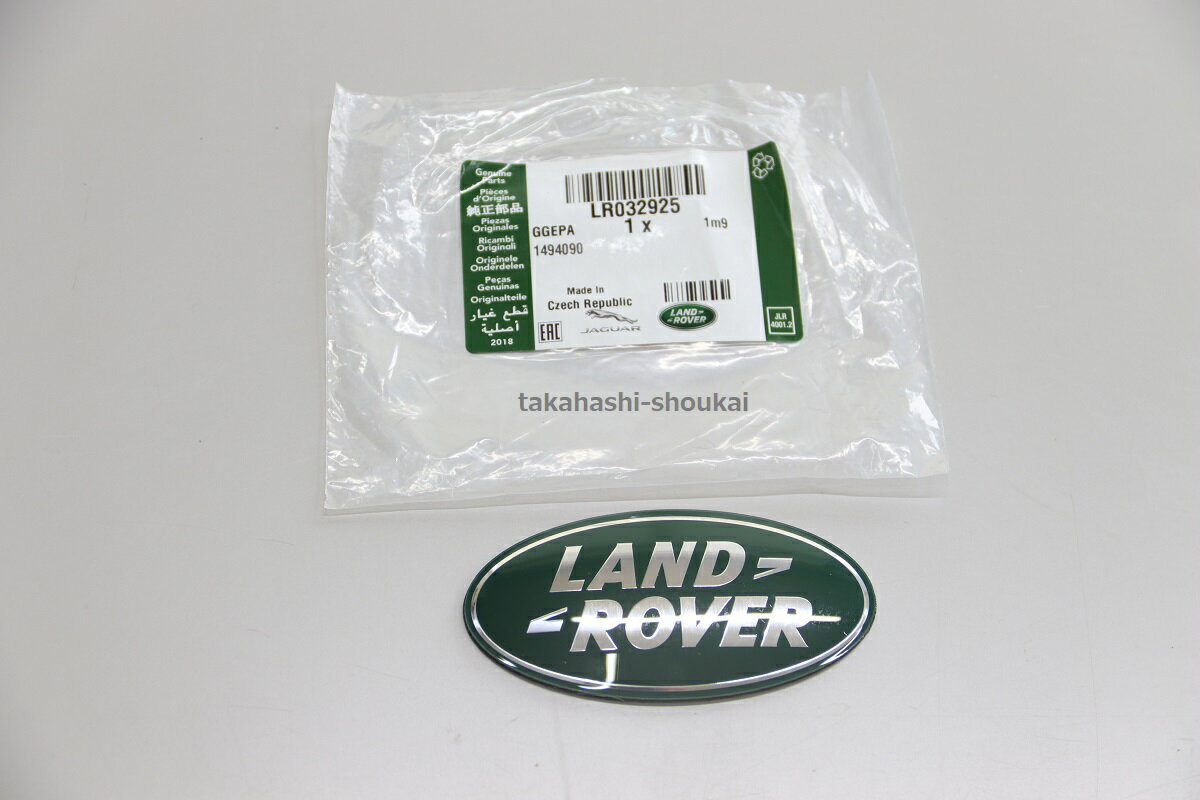 Genuine
Parts
Pièces
d'Origine
純正部品
Piezas
Originales
Ricambi
Originali
Originele
Onderdelen
Peças
Genuinas
Originalteile
قطع غيار
أصلية
2018
LR032925
GGEPA
1 x
1m9
1494090
Made In
Czech Republic
EAC
JAGUAR
LAND
ROVER
JLR
4001.2
takahashi-shoukai
LAND
ROVER